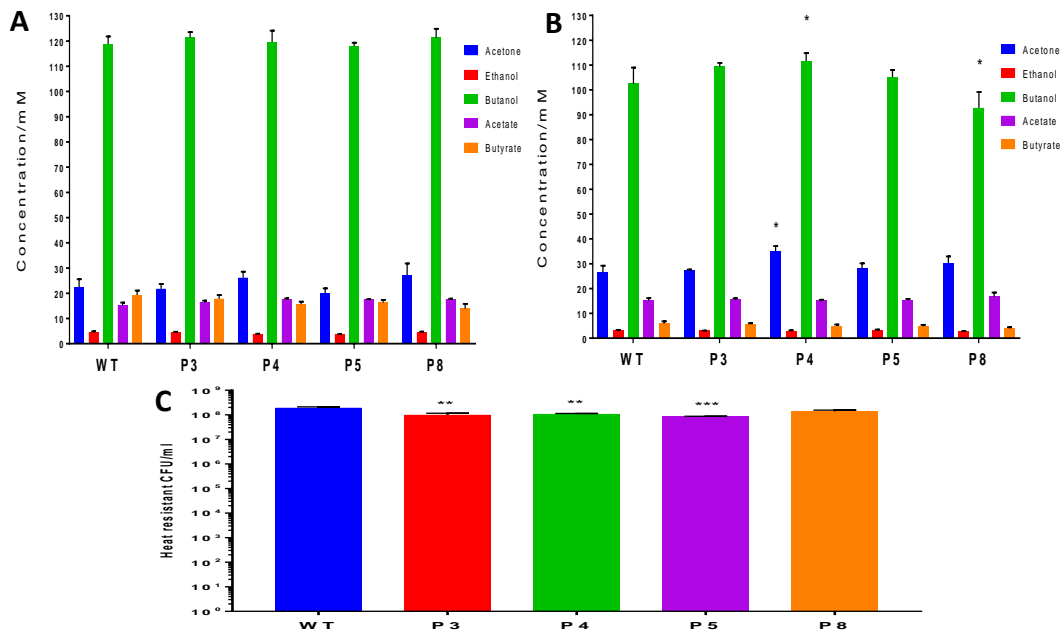 A
Concentration/mM
130
120
110
100
90
80
70
60
50
40
30
20
10
0
WT P3 P4 P5 P8
Acetone
Ethanol
Butanol
Acetate
Butyrate
B
Concentration/mM
130
120
110
100
90
80
70
60
50
40
30
20
10
0
* * *
WT P3 P4 P5 P8
Acetone
Ethanol
Butanol
Acetate
Butyrate
C
Heat resistant CFU/ml
10⁹
10⁸
10⁷
10⁶
10⁵
10⁴
10³
10²
10¹
10⁰
** ** ***
WT P3 P4 P5 P8